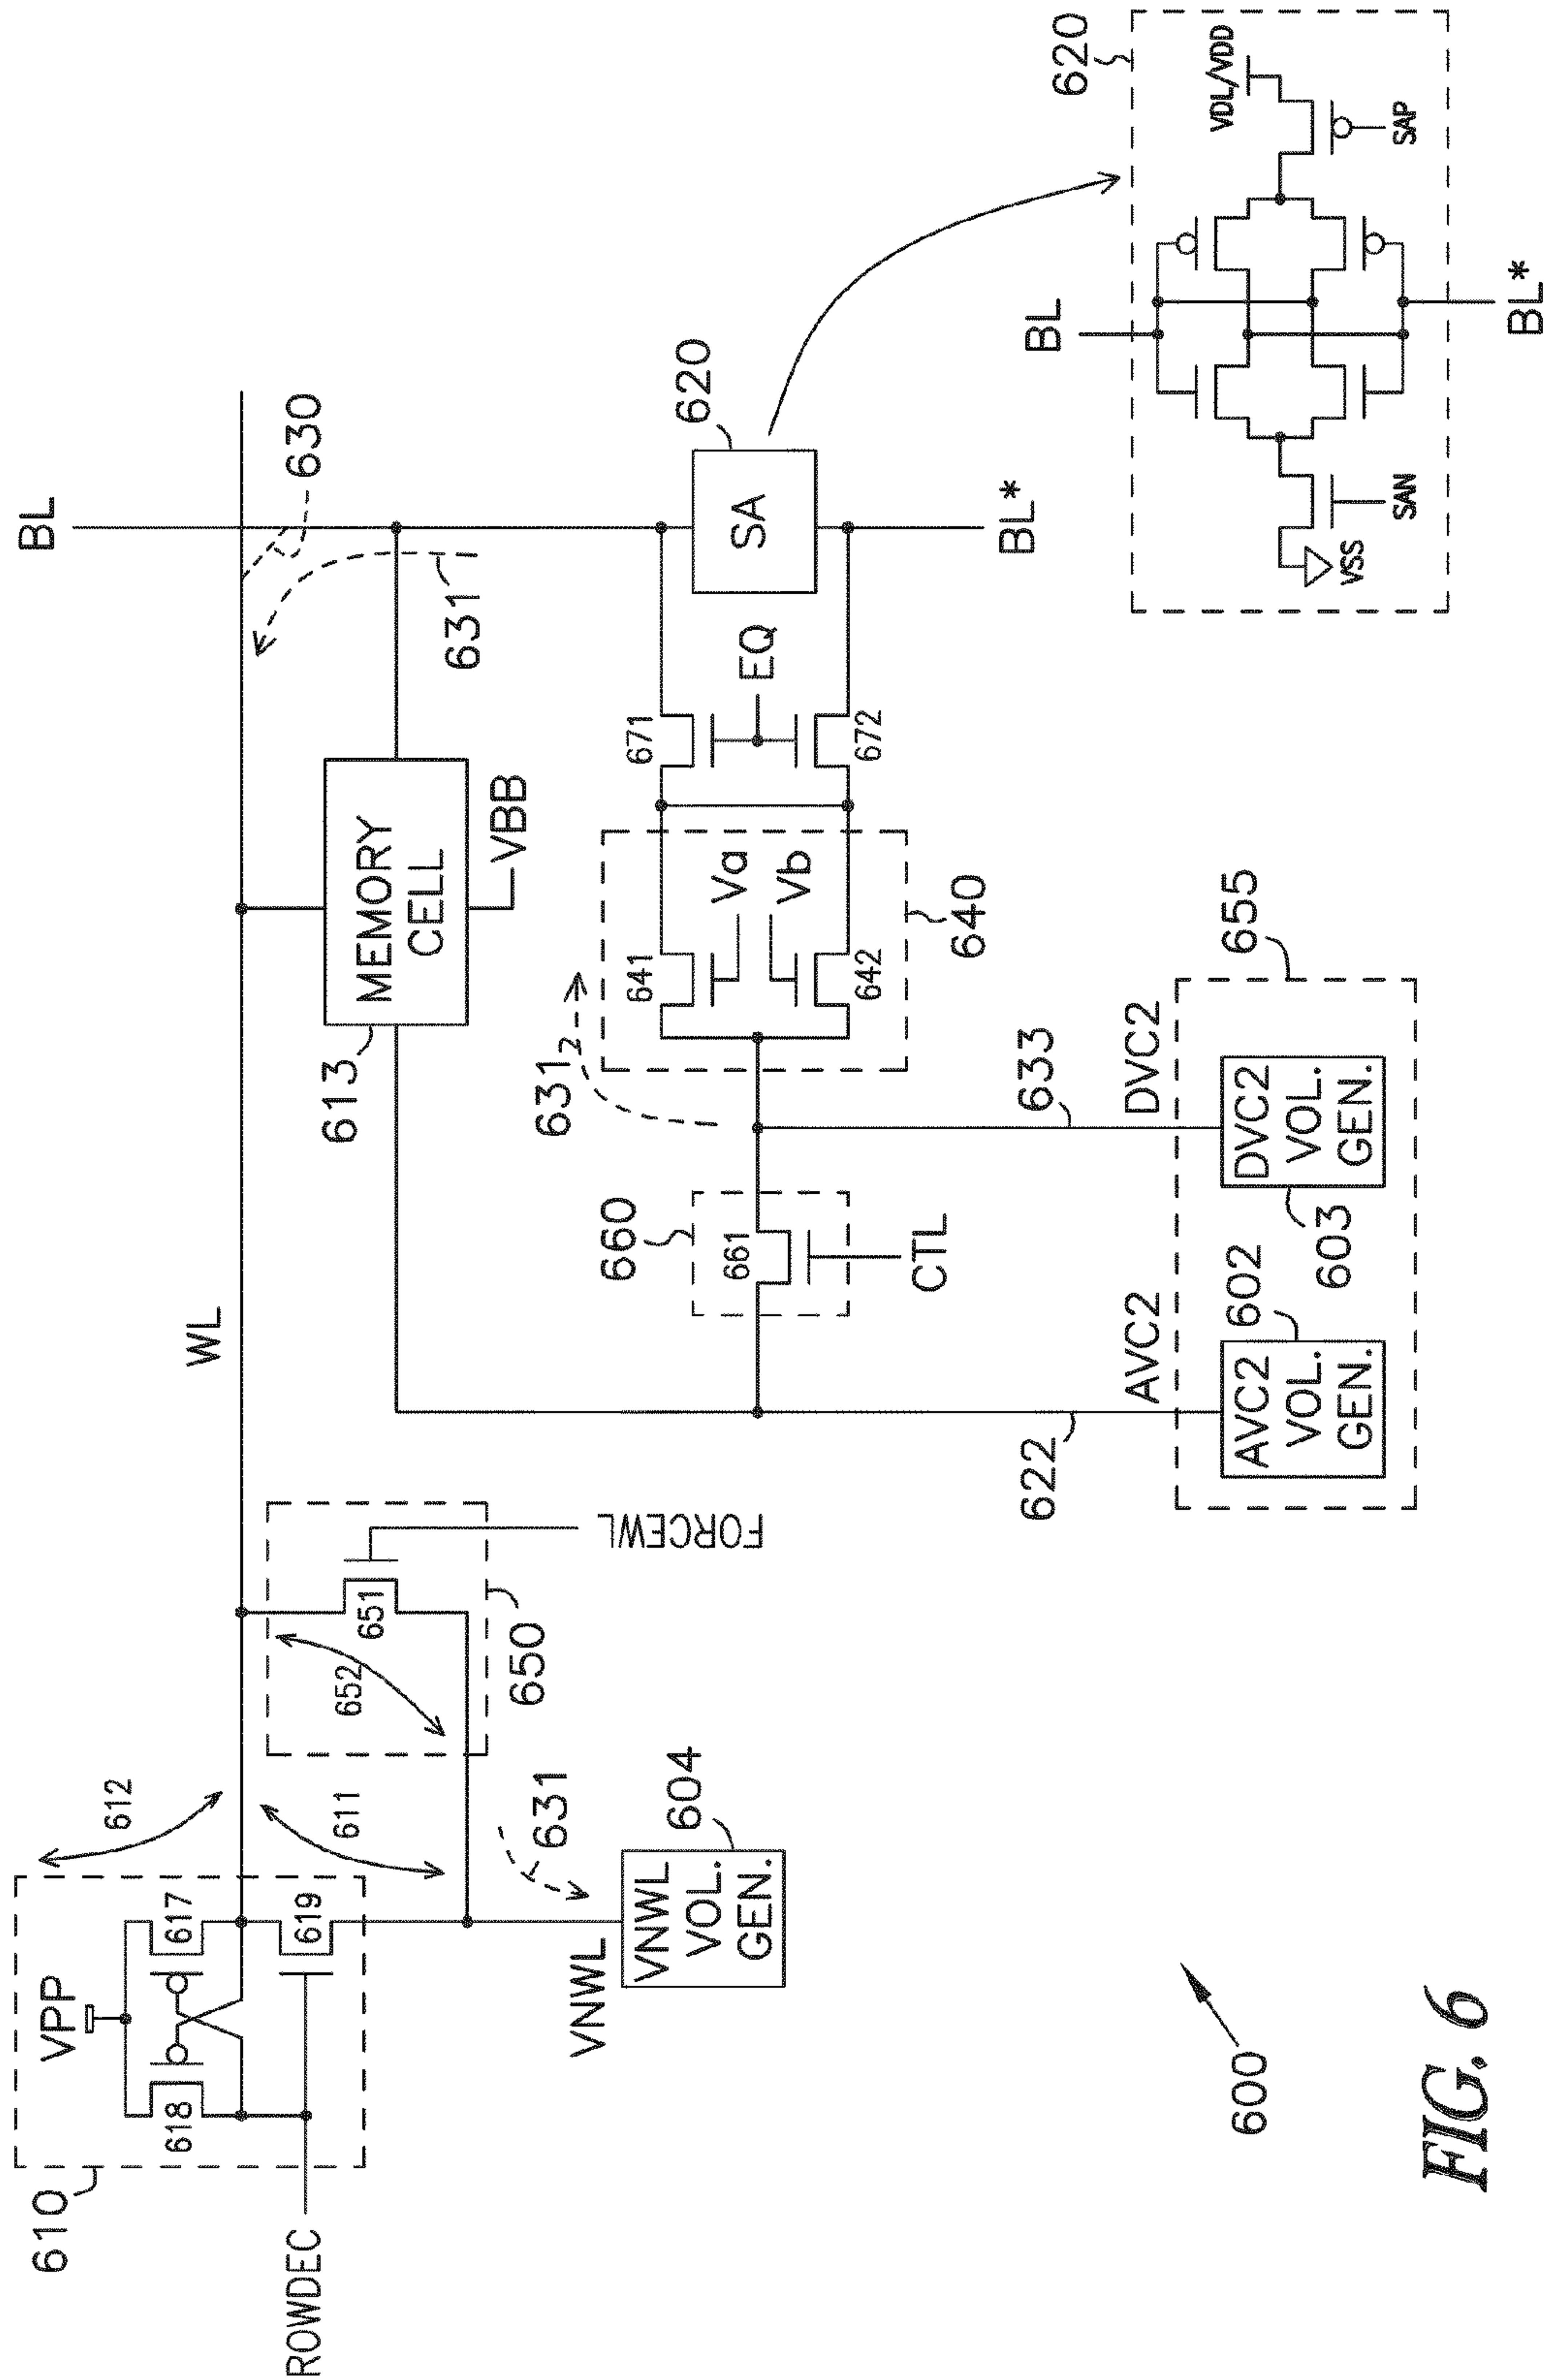 BL
620
VDL/VDD
SAP
BL
BL*
SAN
VSS
630
631
620
SA
BL*
WL
MEMORY
CELL
613
VBB
671
EQ
672
Va
Vb
641
642
640
631₂
633
DVC2
655
DVC2
VOL.
GEN.
603
660
661
CTL
AVC2
602
AVC2
VOL.
GEN.
622
FORCEWL
651
652
650
612
611
631
604
VNWL
VOL.
GEN.
VNWL
VPP
617
619
618
610
ROWDEC
600
FIG. 6